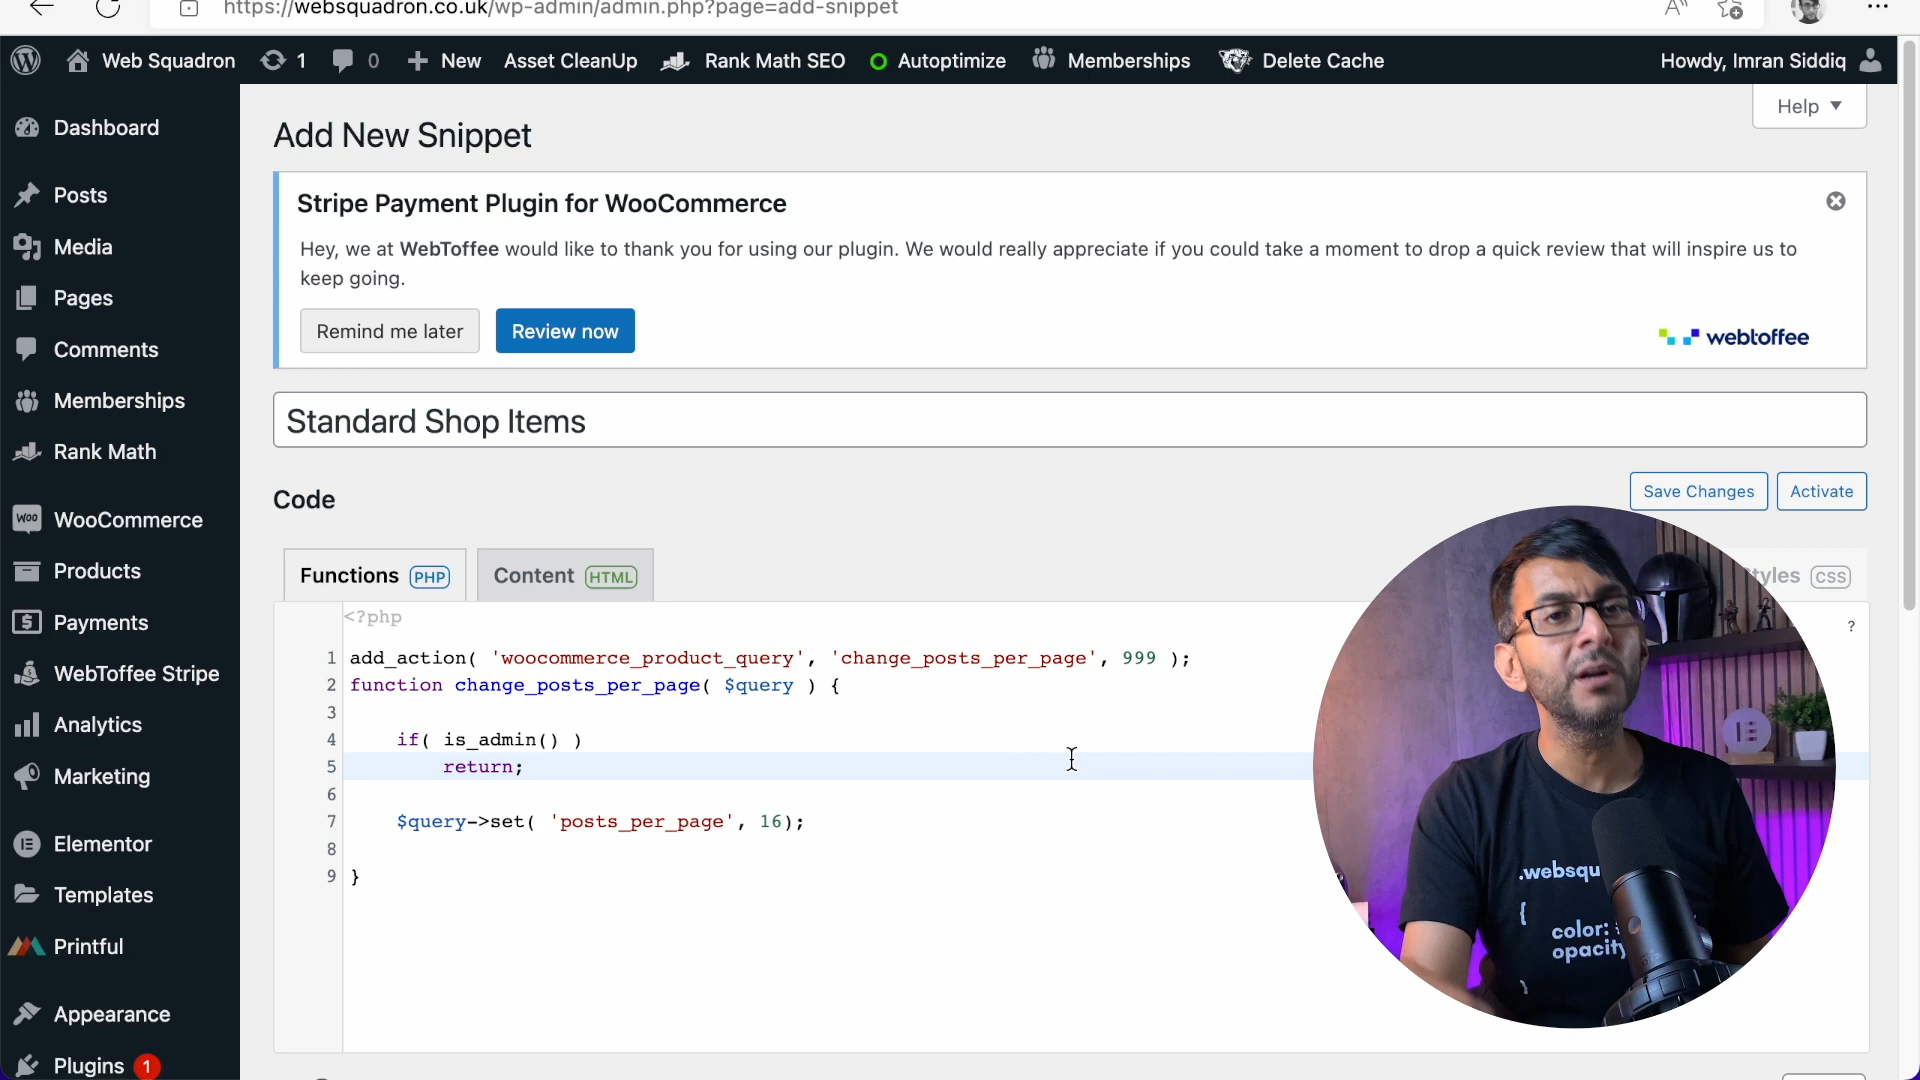 https://websquadron.co.uk/wp-admin/admin.php?page=add-snippet
Web Squadron
1
0
New
Asset CleanUp
Rank Math SEO
Autoptimize
Memberships
Delete Cache
Howdy, Imran Siddiq
Dashboard
Posts
Media
Pages
Comments
Memberships
Rank Math
WooCommerce
Products
Payments
WebToffee Stripe
Analytics
Marketing
Elementor
Templates
Printful
Appearance
Plugins 1
Help
Add New Snippet
Stripe Payment Plugin for WooCommerce
Hey, we at WebToffee would like to thank you for using our plugin. We would really appreciate if you could take a moment to drop a quick review that will inspire us to
keep going.
Remind me later
Review now
webtoffee
Standard Shop Items
Code
Save Changes
Activate
Functions PHP
Content HTML
tyles CSS
?
<?php
1 add_action( 'woocommerce_product_query', 'change_posts_per_page', 999 );
2 function change_posts_per_page( $query ) {
3
4 if( is_admin() )
5 return;
6
7 $query->set( 'posts_per_page', 16);
8
9 }
.websqu
{
color:
opacity
}